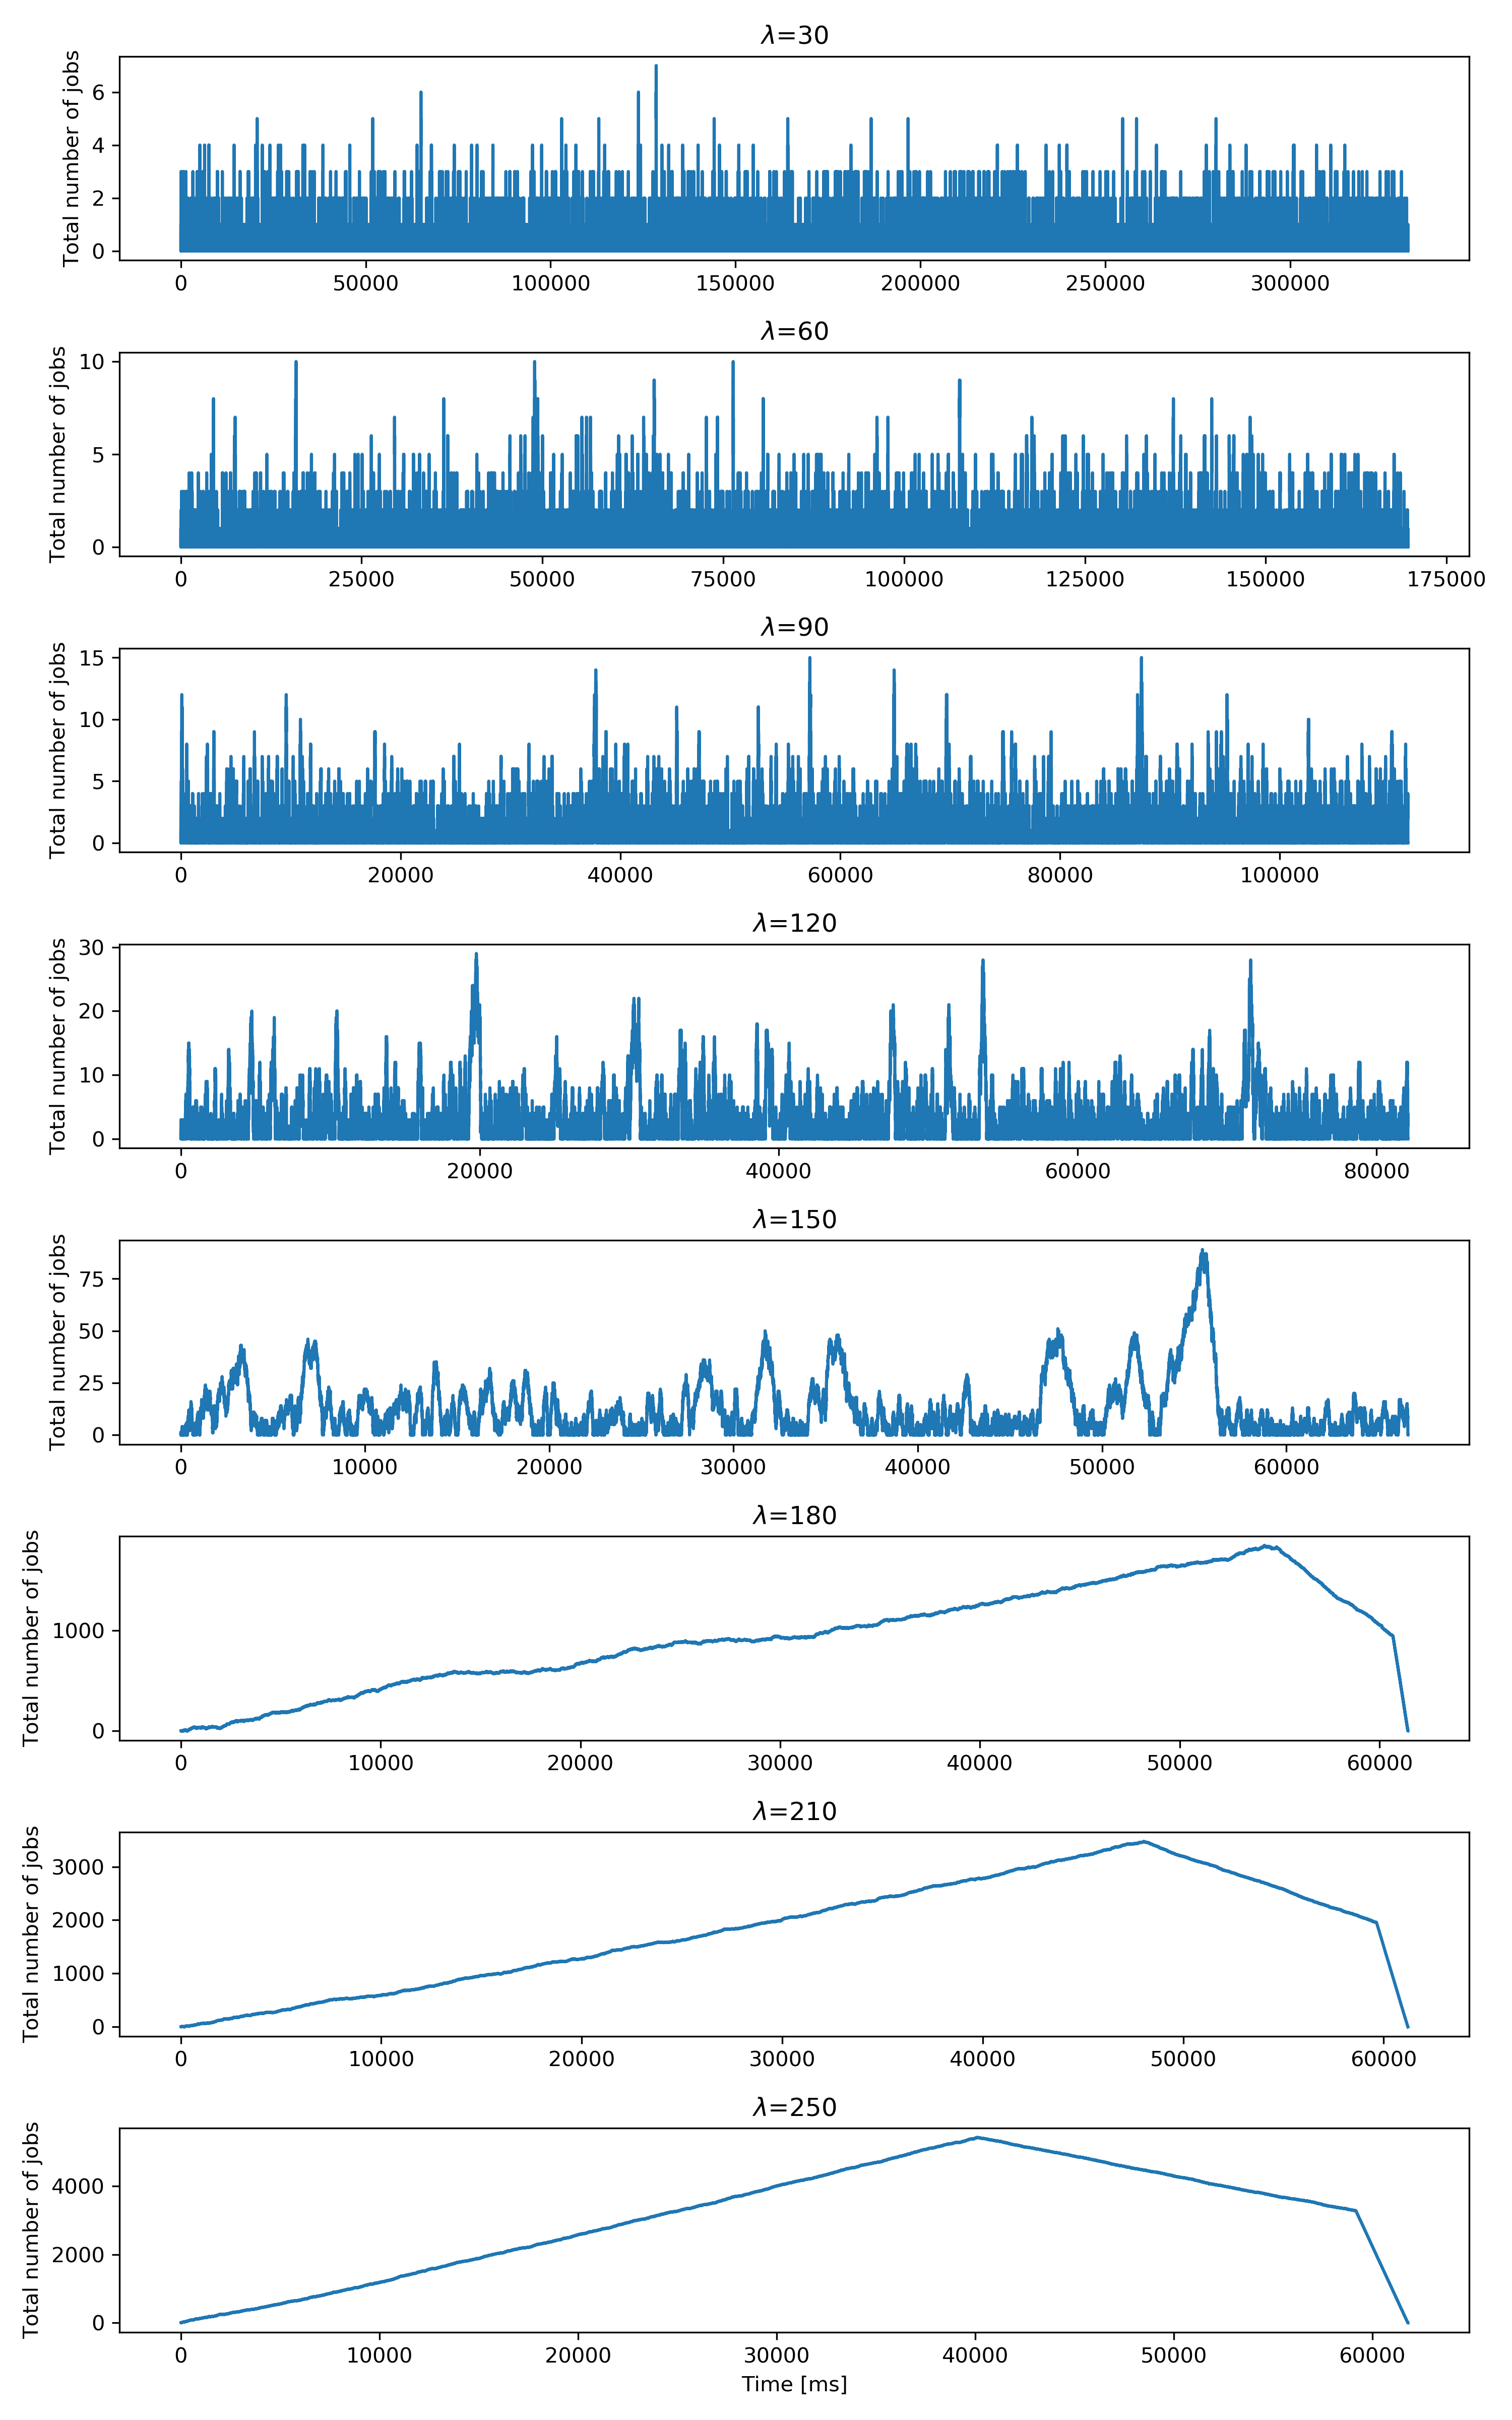 λ=30
Total number of jobs
6
4
2
0
0 50000 100000 150000 200000 250000 300000
λ=60
Total number of jobs
10
5
0
0 25000 50000 75000 100000 125000 150000 175000
λ=90
Total number of jobs
15
10
5
0
0 20000 40000 60000 80000 100000
λ=120
Total number of jobs
30
20
10
0
0 20000 40000 60000 80000
λ=150
Total number of jobs
75
50
25
0
0 10000 20000 30000 40000 50000 60000
λ=180
Total number of jobs
1000
0
0 10000 20000 30000 40000 50000 60000
λ=210
Total number of jobs
3000
2000
1000
0
0 10000 20000 30000 40000 50000 60000
λ=250
Total number of jobs
4000
2000
0
0 10000 20000 30000 40000 50000 60000
Time [ms]